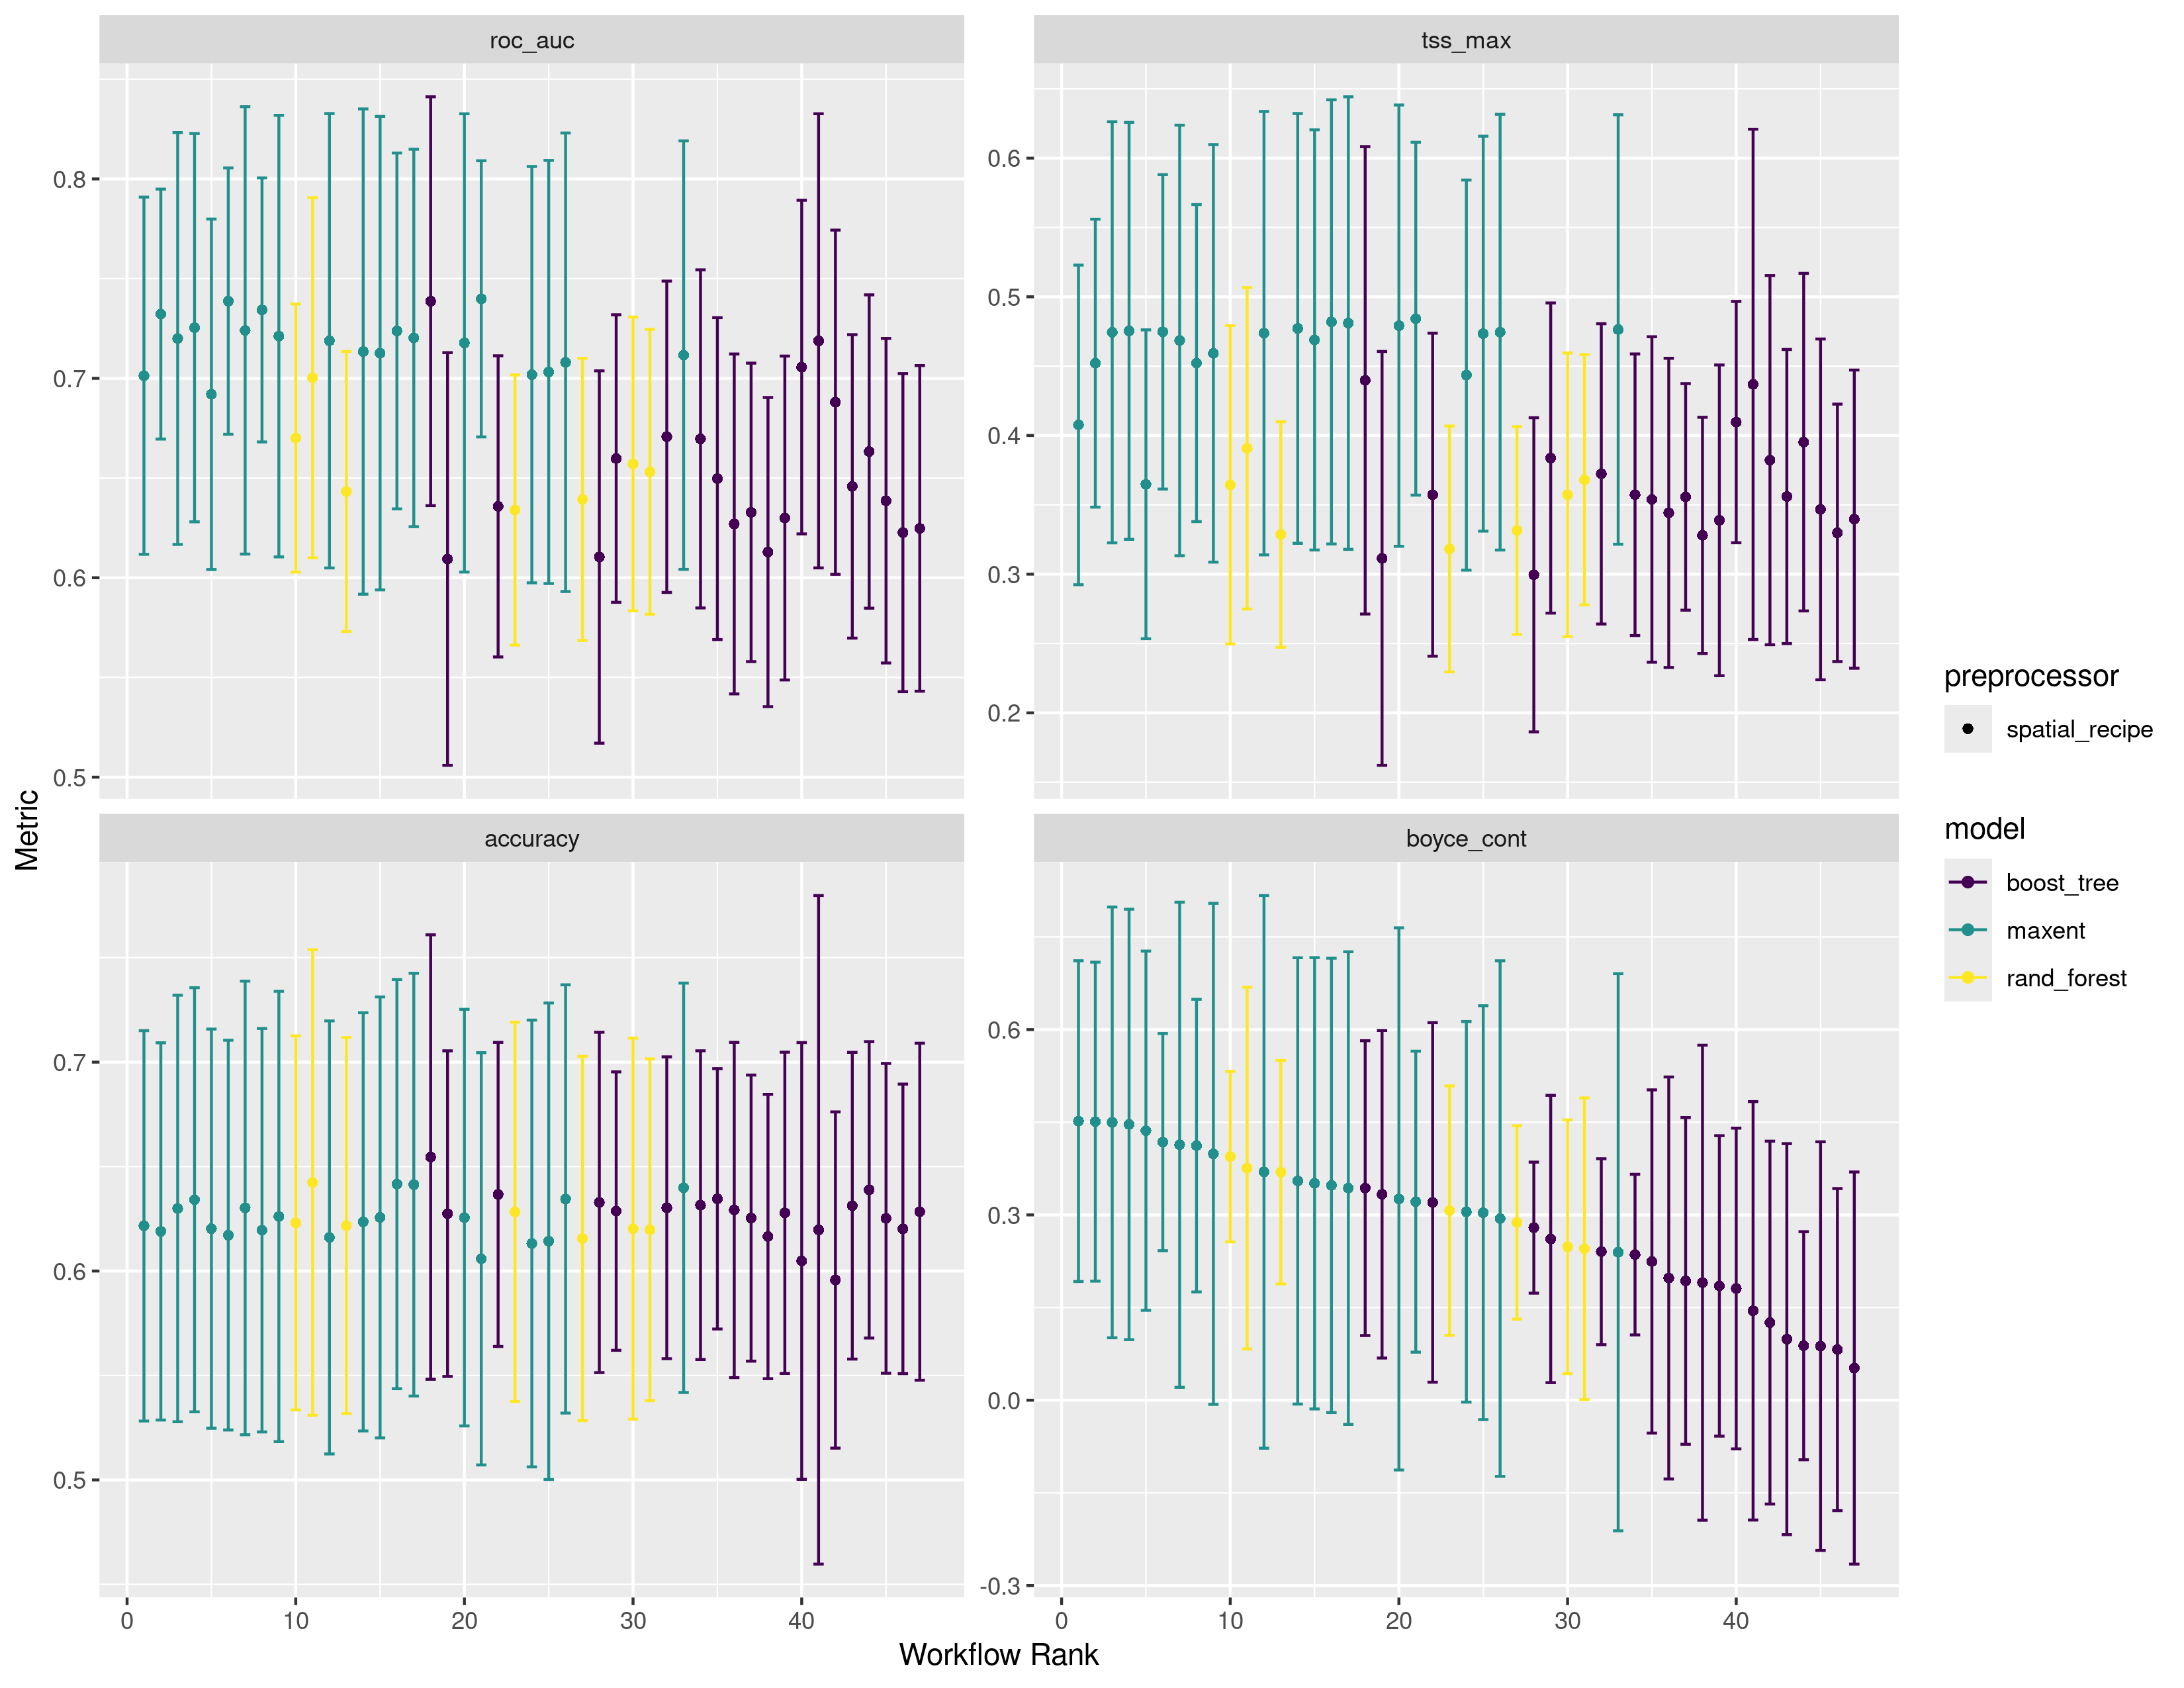 roc_auc
tss_max
0.8
0.7
0.6
0.5
0.6
0.5
0.4
0.3
0.2
accuracy
boyce_cont
0.7
0.6
0.5
0.6
0.3
0.0
-0.3
0 10 20 30 40
0 10 20 30 40
Workflow Rank
Metric
preprocessor
spatial_recipe
model
boost_tree
maxent
rand_forest